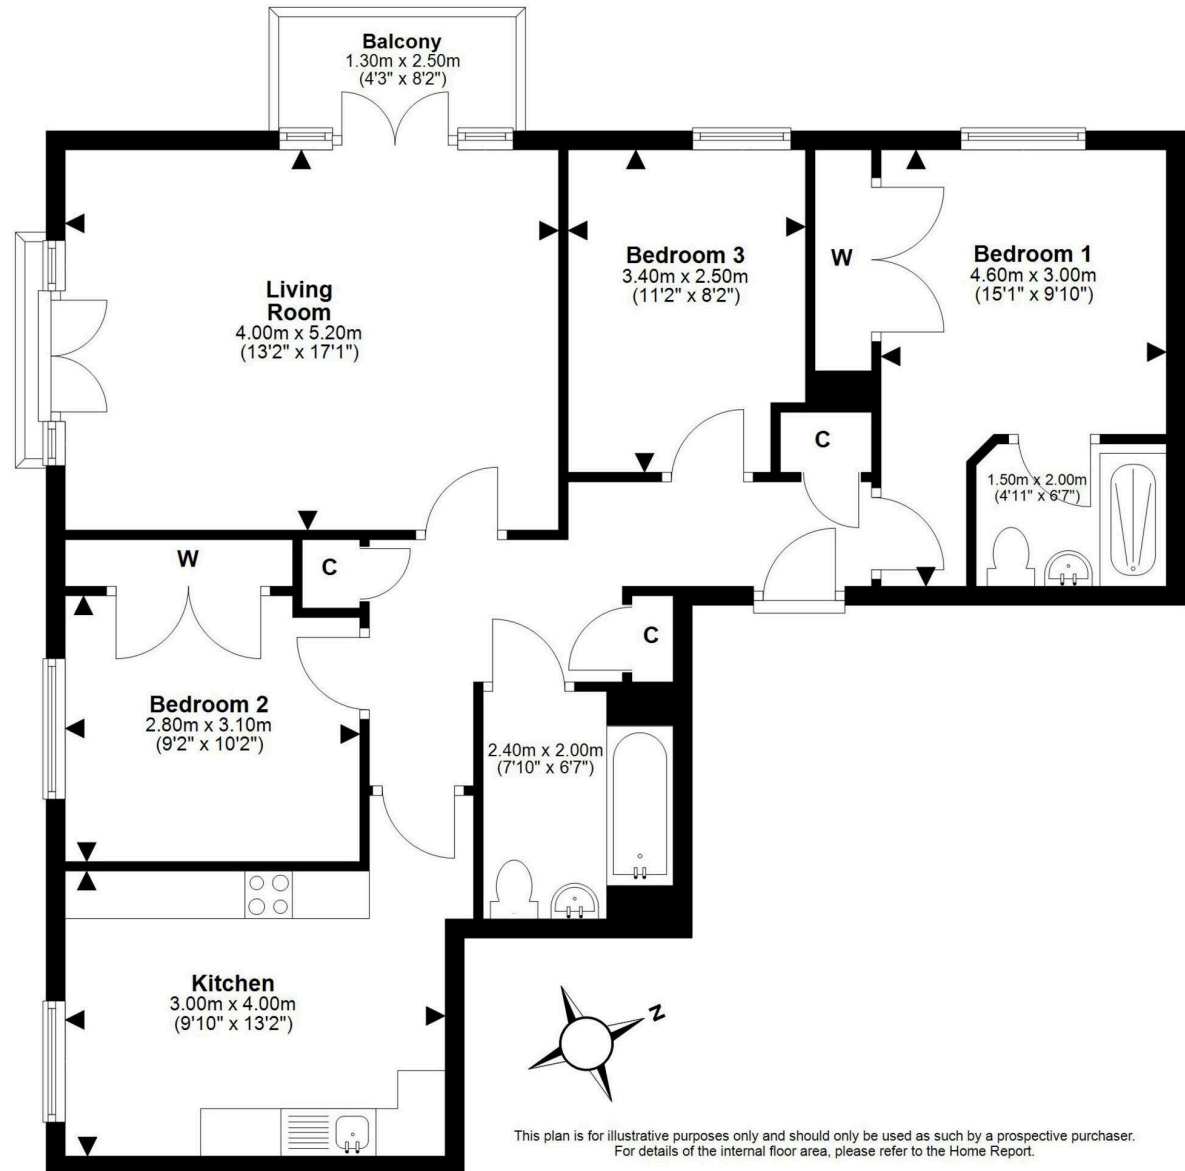 Balcony
1.30m x 2.50m
(4'3" x 8'2")
Living
Room
4.00m x 5.20m
(13'2" x 17'1")
Bedroom 3
3.40m x 2.50m
(11'2" x 8'2")
W
Bedroom 1
4.60m x 3.00m
(15'1" x 9'10")
C
1.50m x 2.00m
(4'11" x 6'7")
W
C
C
Bedroom 2
2.80m x 3.10m
(9'2" x 10'2")
2.40m x 2.00m
(7'10" x 6'7")
Kitchen
3.00m x 4.00m
(9'10" x 13'2")
N
This plan is for illustrative purposes only and should only be used as such by a prospective purchaser.
For details of the internal floor area, please refer to the Home Report.